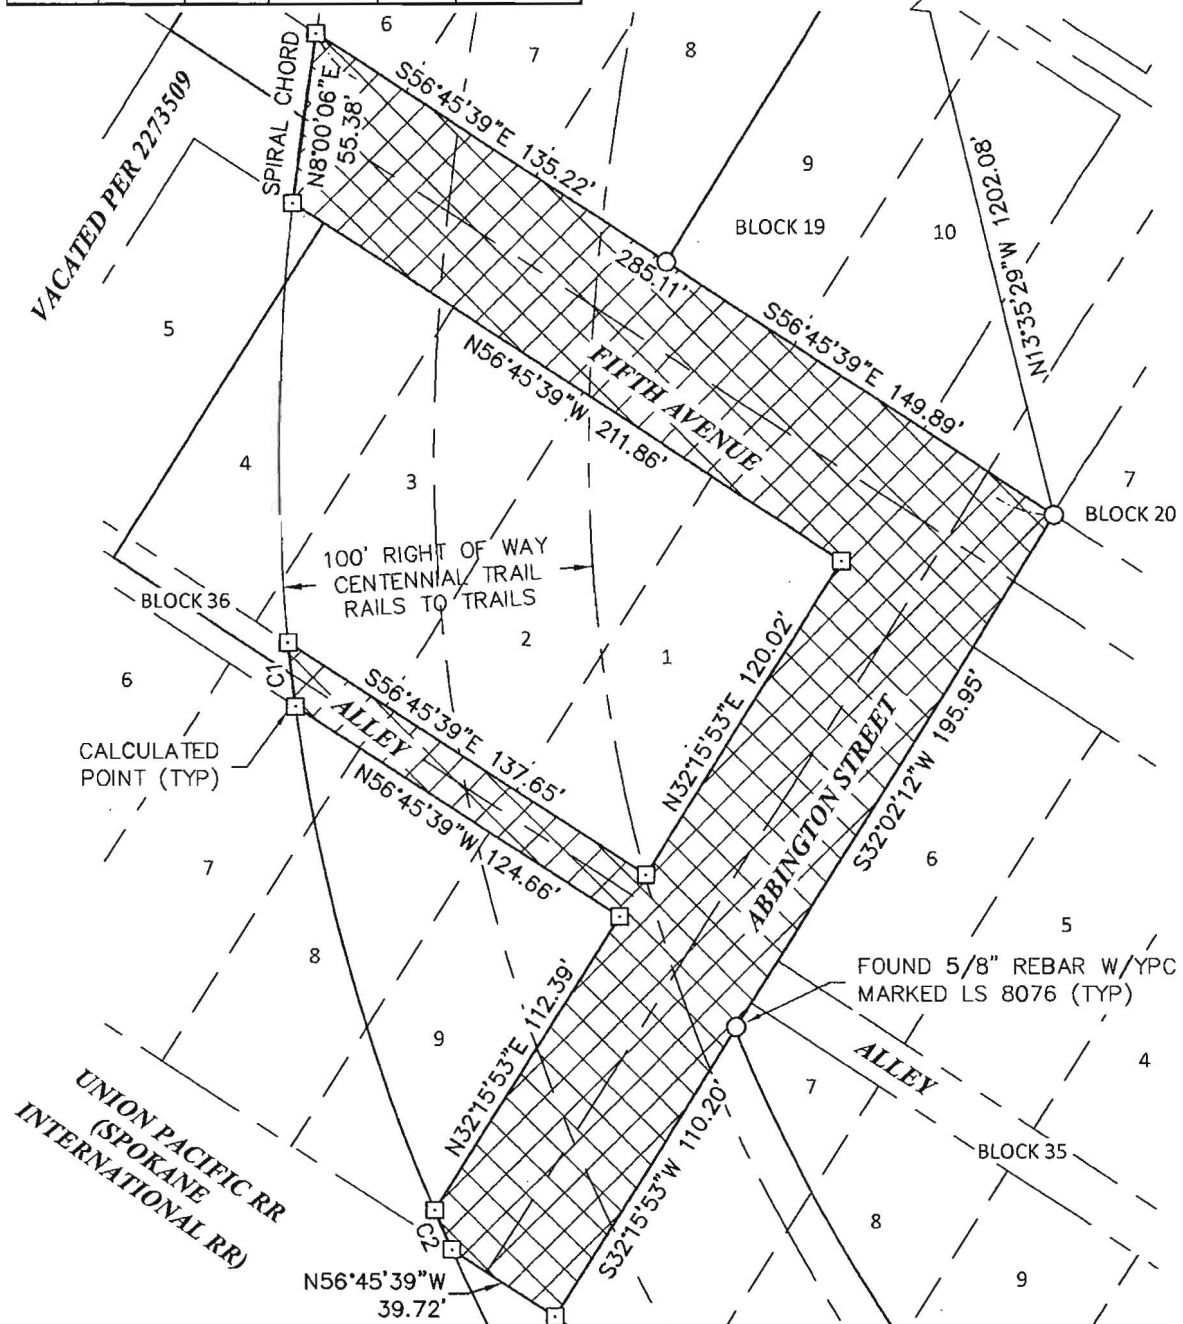 6
7
8
SPIRAL CHORD
N8°00'06"E
55.38'
S56°45'39"E 135.22'
VACATED PER 2273509
9
BLOCK 19
10
N13°35'29"W 1202.08'
285.11'
S56°45'39"E 149.89'
5
N56°45'39"W 211.86'
FIFTH AVENUE
4
3
7
BLOCK 20
100' RIGHT OF WAY
CENTENNIAL TRAIL
RAILS TO TRAILS
BLOCK 36
2
1
N32°15'53"E 120.02'
6
C1
S56°45'39"E 137.65'
ALLEY
CALCULATED
POINT (TYP)
N56°45'39"W 124.66'
ABBINGTON STREET
S32°02'12"W 195.95'
7
6
5
8
FOUND 5/8" REBAR W/YPC
MARKED LS 8076 (TYP)
9
N32°15'53"E 112.39'
ALLEY
4
7
UNION PACIFIC RR
(SPOKANE
INTERNATIONAL RR)
S32°15'53"W 110.20'
BLOCK 35
C2
8
9
N56°45'39"W
39.72'